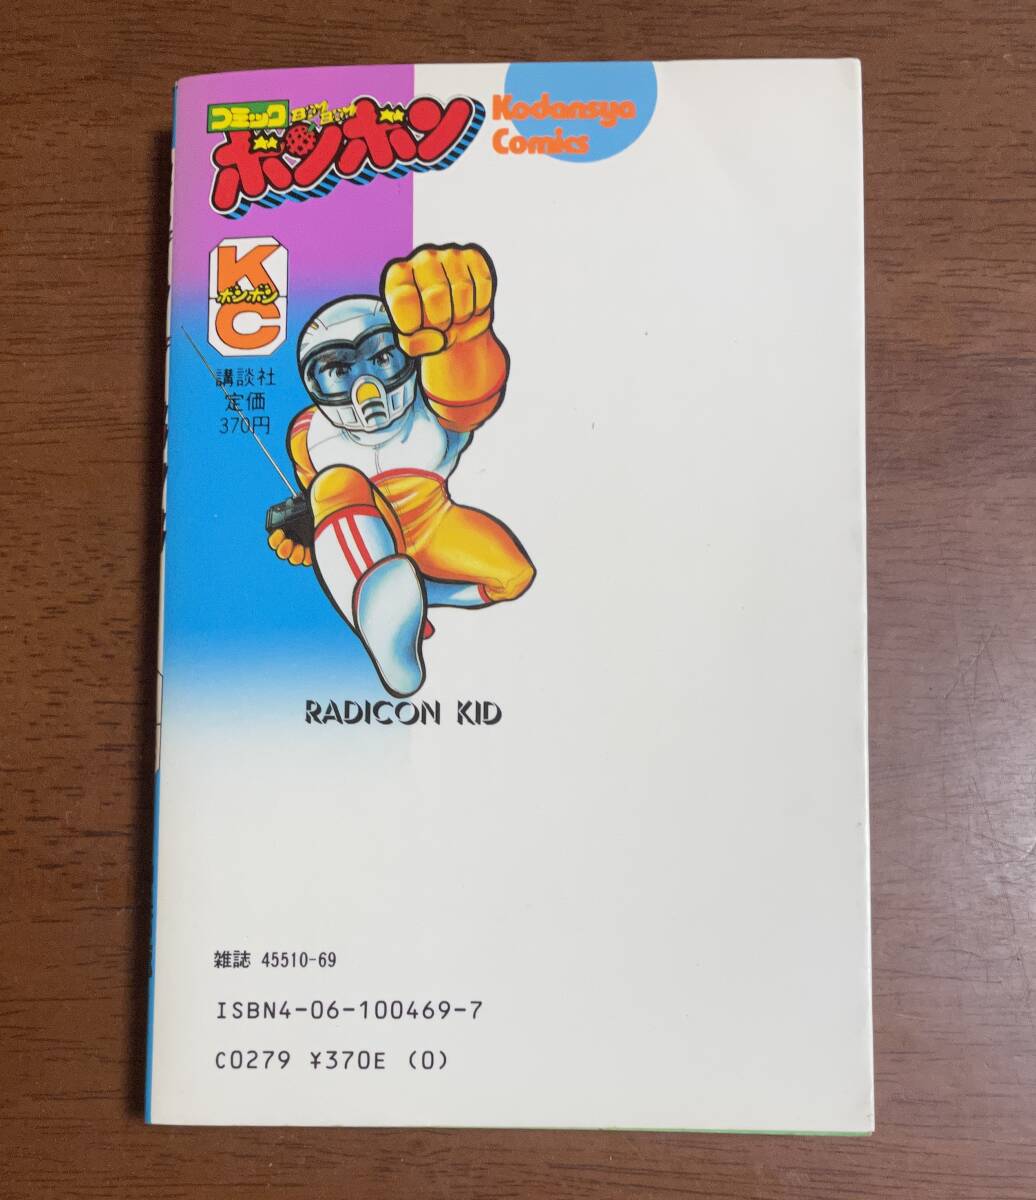 コミック
ボンボン
Kodansya
Comics
K
ボンボン
C
講談社
定価
370円
RADICON KID
雑誌 45510-69
ISBN4-06-100469-7
C0279 ¥370E (0)